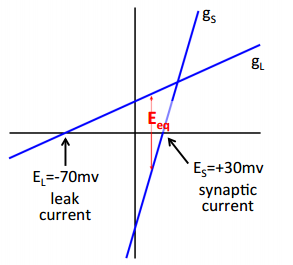 gS
gL
Eeq
EL=-70mv
leak
current
ES=+30mv
synaptic
current